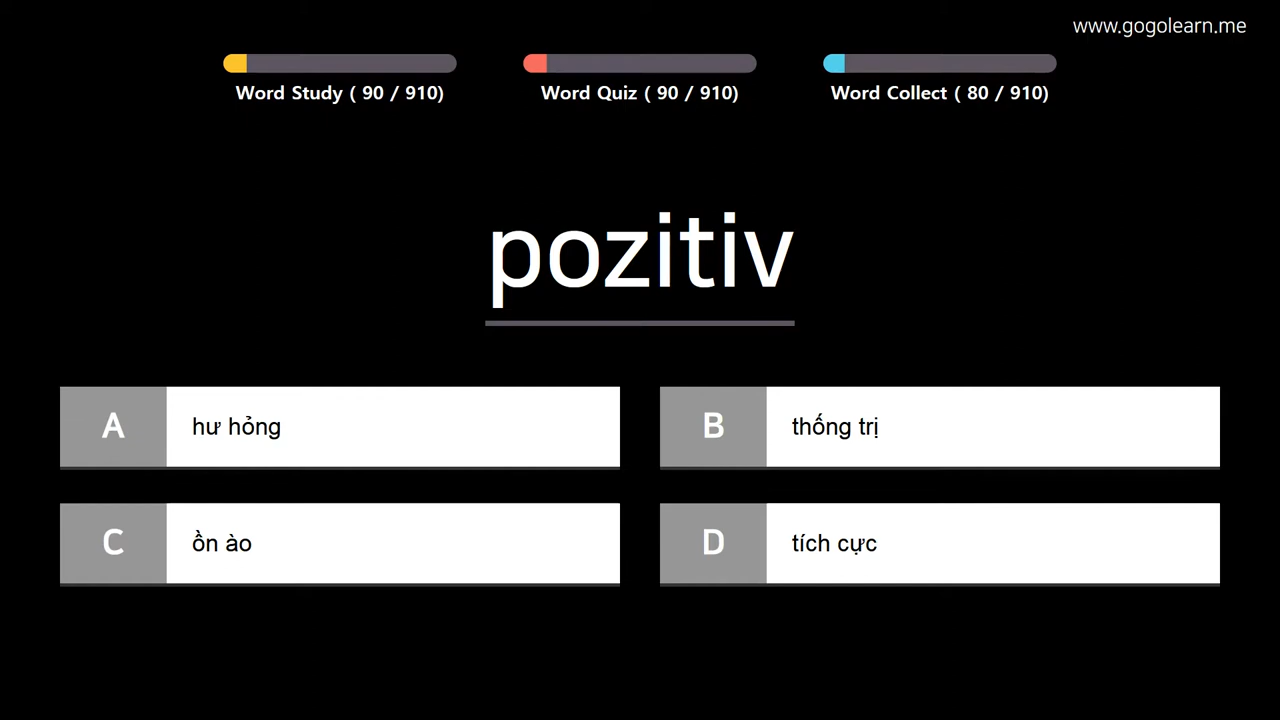 www.gogolearn.me
Word Study ( 90 / 910)
Word Quiz ( 90 / 910)
Word Collect ( 80 / 910)
pozitiv
A hư hỏng
B thống trị
C ồn ào
D tích cực